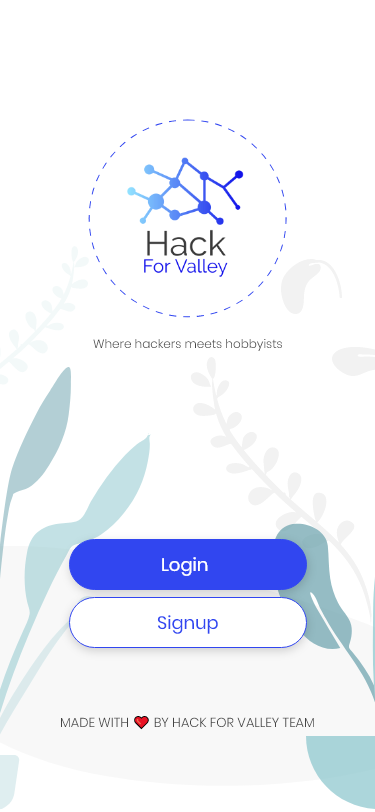 Hack
For Valley
Where hackers meets hobbyists
Login
Signup
MADE WITH ❤️ BY HACK FOR VALLEY TEAM